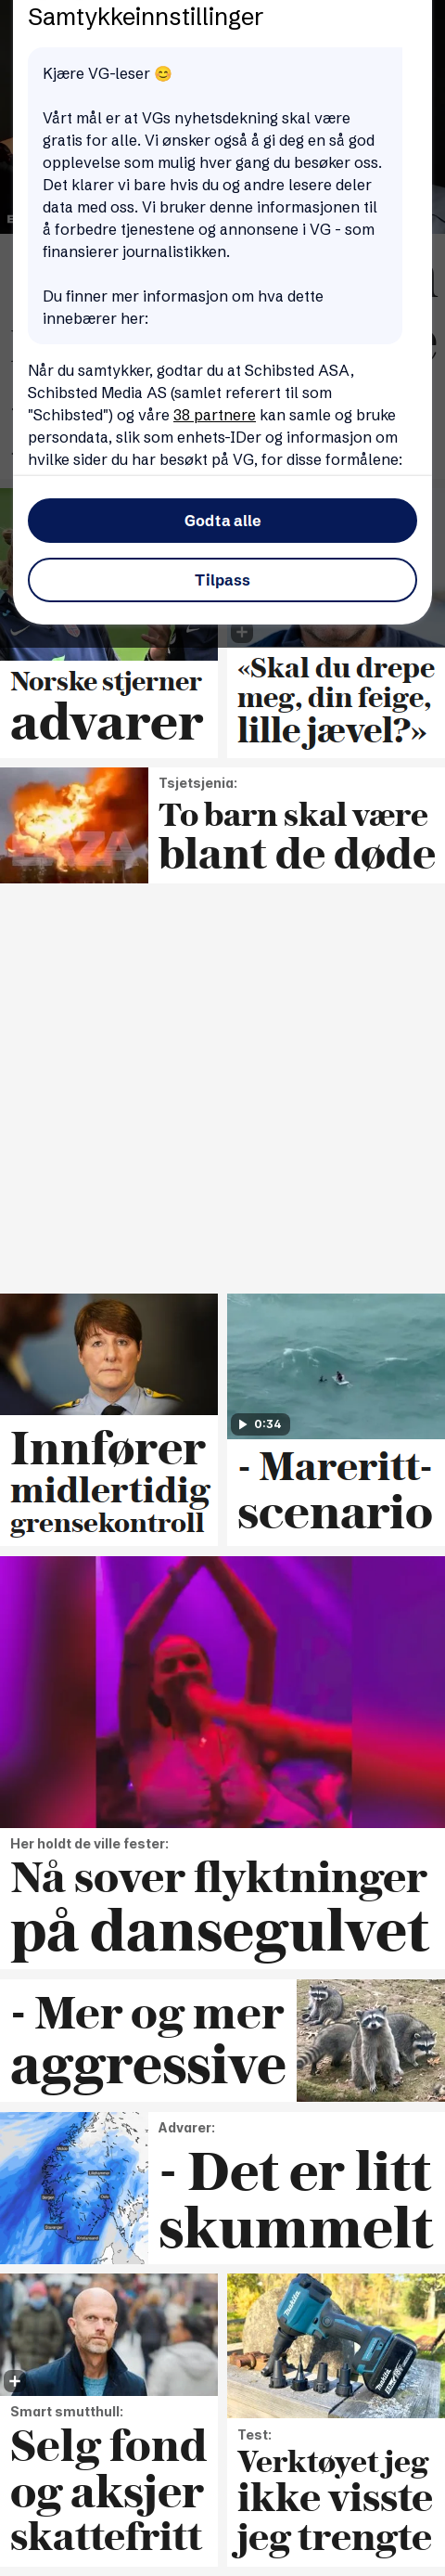 Samtykkeinnstillinger
Kjære VG-leser 😊
Vårt mål er at VGs nyhetsdekning skal være
gratis for alle. Vi ønsker også å gi deg en så god
opplevelse som mulig hver gang du besøker oss.
Det klarer vi bare hvis du og andre lesere deler
data med oss. Vi bruker denne informasjonen til
å forbedre tjenestene og annonsene i VG - som
finansierer journalistikken.
Du finner mer informasjon om hva dette
innebærer her:
Når du samtykker, godtar du at Schibsted ASA,
Schibsted Media AS (samlet referert til som
"Schibsted") og våre 38 partnere kan samle og bruke
persondata, slik som enhets-IDer og informasjon om
hvilke sider du har besøkt på VG, for disse formålene:
Godta alle
Tilpass
Norske stjerner
advarer
«Skal du drepe
meg, din feige,
lille jævel?»
Tsjetsjenia:
To barn skal være
blant de døde
Innfører
midlertidig
grensekontroll
0:34
- Mareritt-
scenario
Her holdt de ville fester:
Nå sover flyktninger
på dansegulvet
- Mer og mer
aggressive
Advarer:
- Det er litt
skummelt
Smart smutthull:
Selg fond
og aksjer
skattefritt
makita
Test:
Verktøyet jeg
ikke visste
jeg trengte